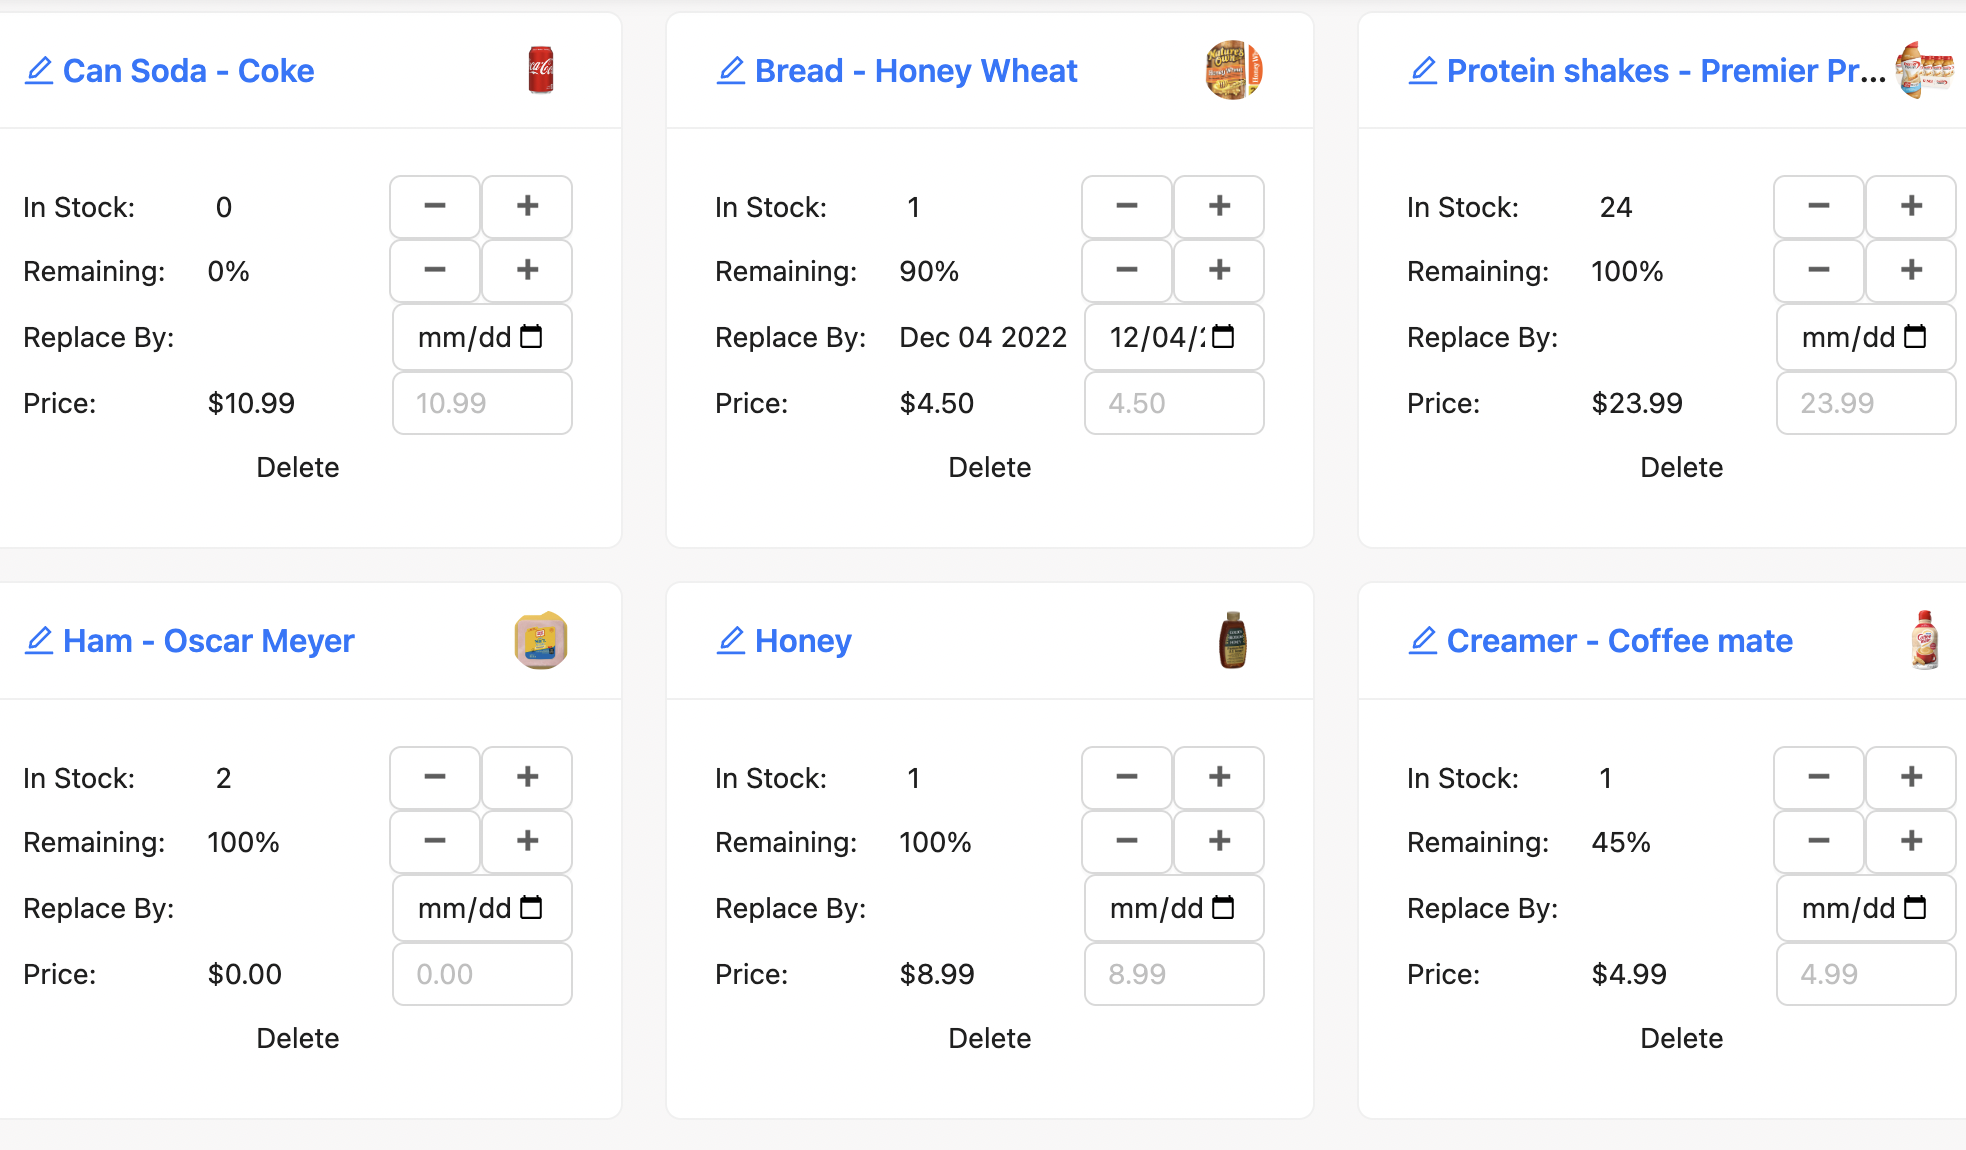 Can Soda - Coke
In Stock: 0
Remaining: 0%
Replace By: mm/dd
Price: $10.99 10.99
Delete
Bread - Honey Wheat
In Stock: 1
Remaining: 90%
Replace By: Dec 04 2022 12/04/
Price: $4.50 4.50
Delete
Protein shakes - Premier Pr...
In Stock: 24
Remaining: 100%
Replace By: mm/dd
Price: $23.99 23.99
Delete
Ham - Oscar Meyer
In Stock: 2
Remaining: 100%
Replace By: mm/dd
Price: $0.00 0.00
Delete
Honey
In Stock: 1
Remaining: 100%
Replace By: mm/dd
Price: $8.99 8.99
Delete
Creamer - Coffee mate
In Stock: 1
Remaining: 45%
Replace By: mm/dd
Price: $4.99 4.99
Delete